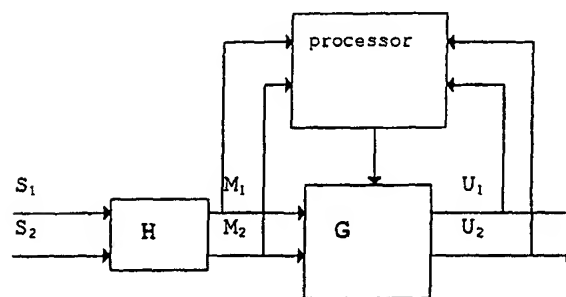 processor
S₁ M₁ U₁
S₂ H M₂ G U₂